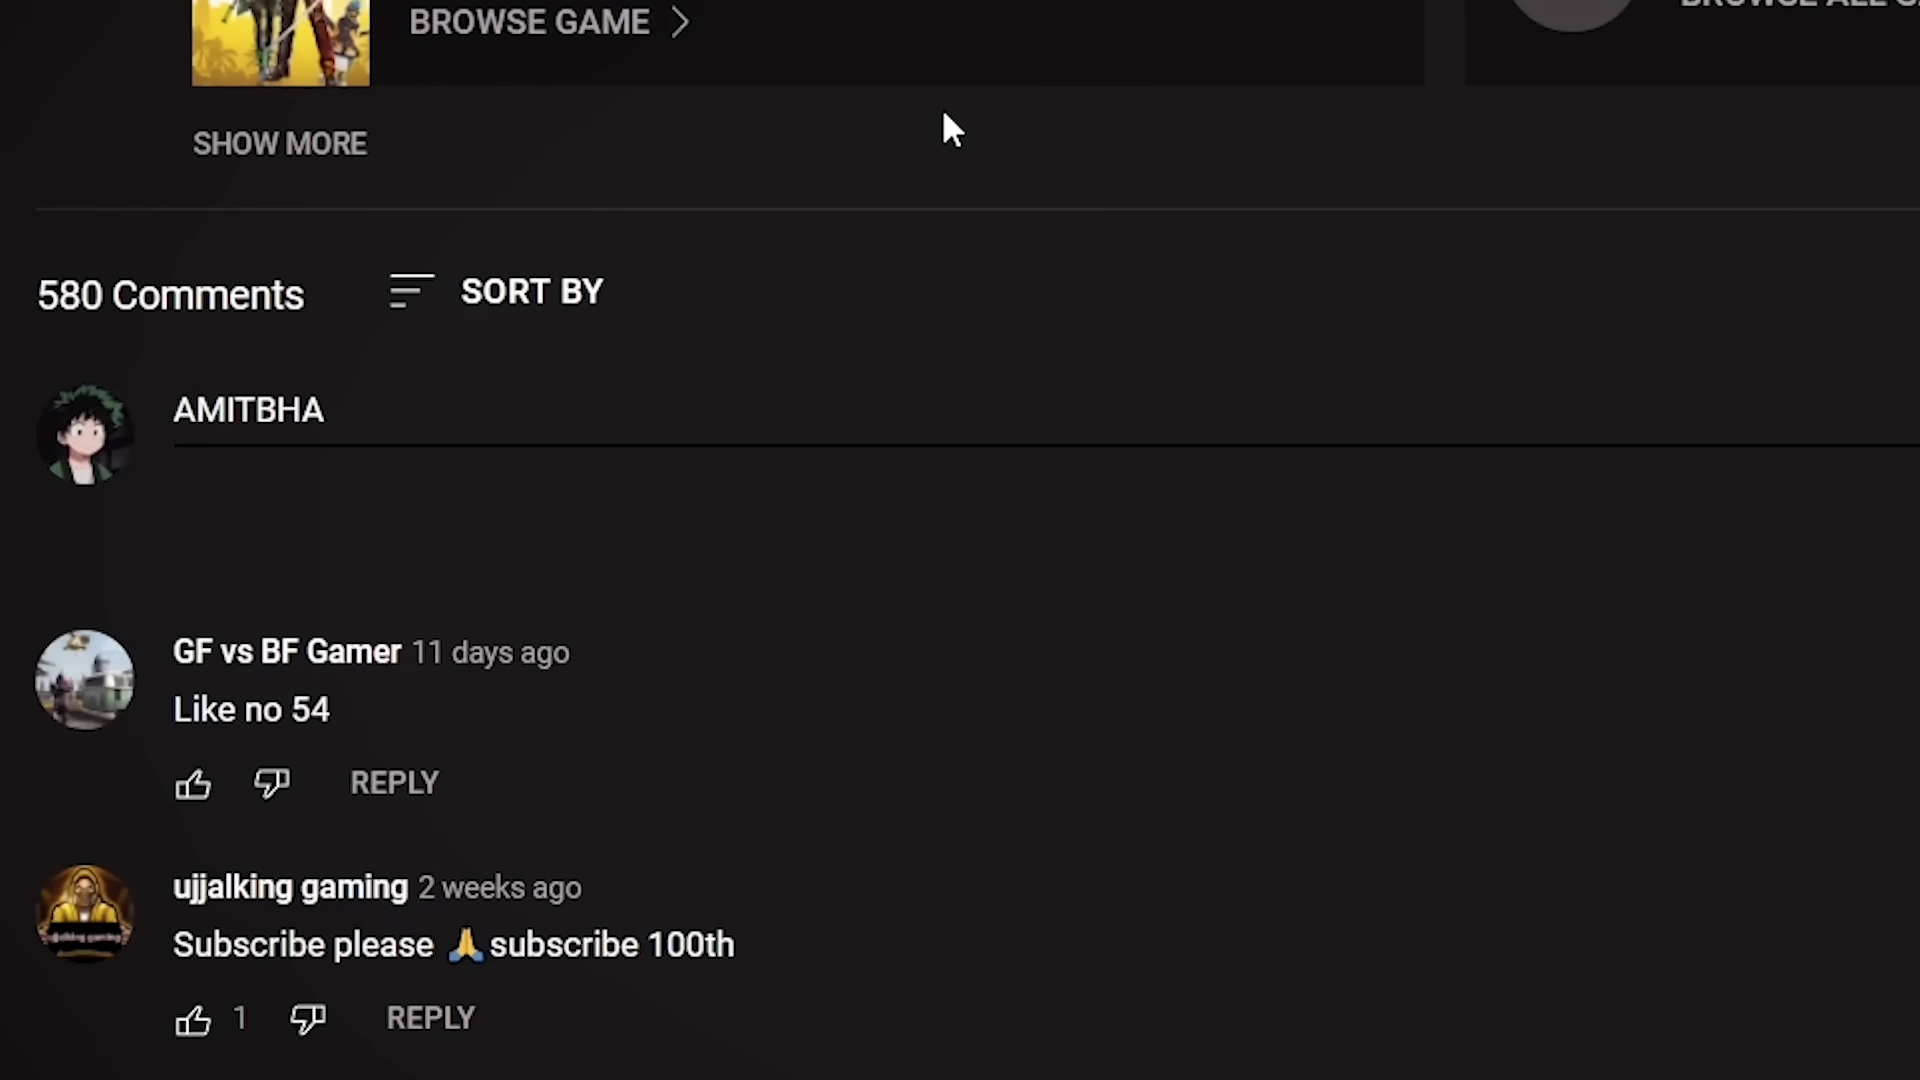 BROWSE GAME
SHOW MORE
580 Comments
SORT BY
AMITBHA
GF vs BF Gamer 11 days ago
Like no 54
REPLY
ujjalking gaming 2 weeks ago
Subscribe please 🙏 subscribe 100th
1
REPLY